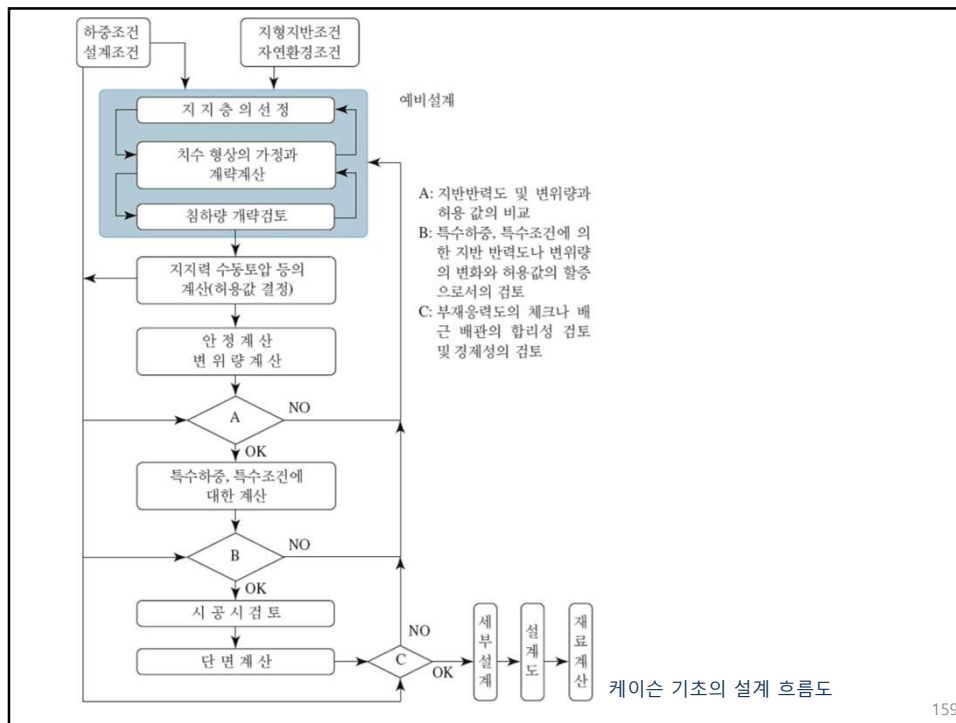 하중조건
설계조건
지형지반조건
자연환경조건
예비설계
지지층의선정
치수 형상의 가정과
계략계산
침하량 개략검토
A: 지반반력도 및 변위량과
허용 값의 비교
B: 특수하중, 특수조건에 의
한 지반 반력도나 변위량
의 변화와 허용값의 할증
으로서의 검토
C: 부재응력도의 체크나 배
근 배관의 합리성 검토
및 경제성의 검토
지지력 수동토압 등의
계산(허용값 결정)
안정계산
변위량계산
A
NO
OK
특수하중, 특수조건에
대한 계산
B
NO
OK
시공시검토
단면계산
C
NO
OK
세부설계
설계도
재료계산
케이슨 기초의 설계 흐름도
159